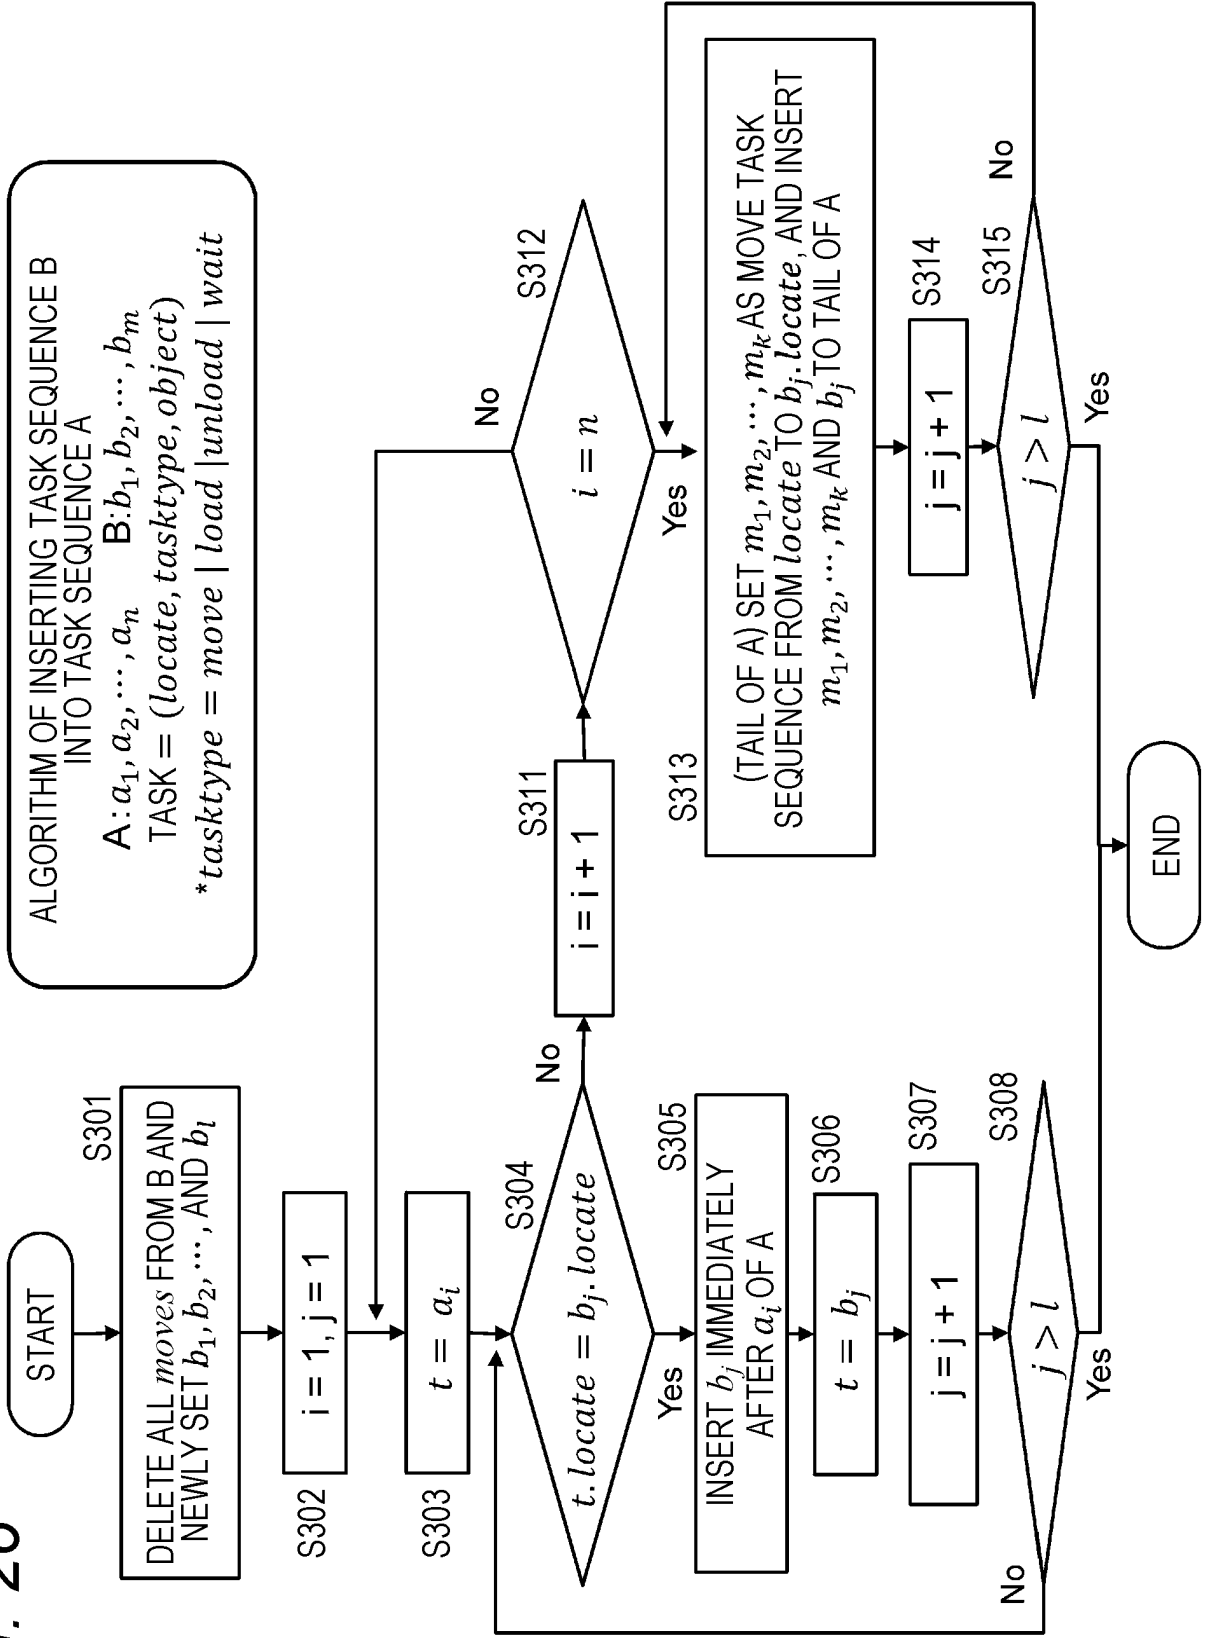 . 20
ALGORITHM OF INSERTING TASK SEQUENCE B
INTO TASK SEQUENCE A
A:a₁,a₂,⋯,aₙ B:b₁,b₂,⋯,bₘ
TASK = (locate,tasktype,object)
*tasktype = move | load |unload | wait
START
S301
DELETE ALL moves FROM B AND
NEWLY SET b₁,b₂,⋯, AND bₗ
S302
i = 1, j = 1
S303
t = aᵢ
S304
t.locate = bⱼ.locate
Yes
No
S305
INSERT bⱼ IMMEDIATELY
AFTER aᵢ OF A
S306
t = bⱼ
S307
j = j + 1
S308
j > l
No
Yes
S311
i = i + 1
S312
i = n
No
Yes
S313
(TAIL OF A) SET m₁,m₂,⋯,mₖ AS MOVE TASK
SEQUENCE FROM locate TO bⱼ.locate, AND INSERT
m₁,m₂,⋯,mₖ AND bⱼ TO TAIL OF A
S314
j = j + 1
S315
j > l
No
Yes
END